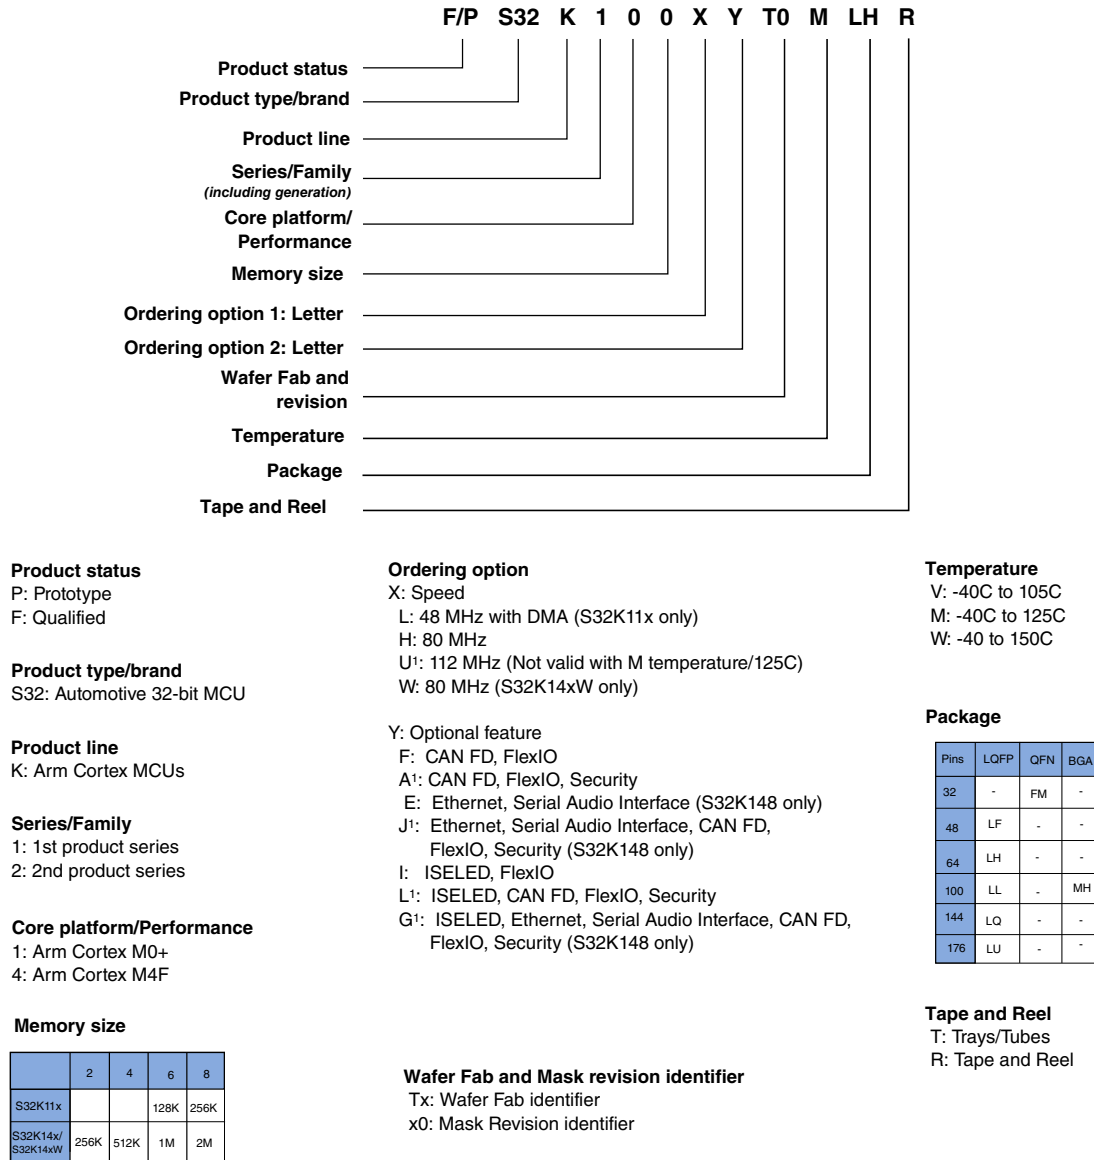 F/P S32 K 1 0 0 X Y T0 M LH R
Product status
Product type/brand
Product line
Series/Family
(including generation)
Core platform/
Performance
Memory size
Ordering option 1: Letter
Ordering option 2: Letter
Wafer Fab and
revision
Temperature
Package
Tape and Reel
Product status
P: Prototype
F: Qualified
Product type/brand
S32: Automotive 32-bit MCU
Product line
K: Arm Cortex MCUs
Series/Family
1: 1st product series
2: 2nd product series
Core platform/Performance
1: Arm Cortex M0+
4: Arm Cortex M4F
Memory size
2 4 6 8
S32K11x 128K 256K
S32K14x/
S32K14xW 256K 512K 1M 2M
Ordering option
X: Speed
L: 48 MHz with DMA (S32K11x only)
H: 80 MHz
U1: 112 MHz (Not valid with M temperature/125C)
W: 80 MHz (S32K14xW only)
Y: Optional feature
F: CAN FD, FlexIO
A1: CAN FD, FlexIO, Security
E: Ethernet, Serial Audio Interface (S32K148 only)
J1: Ethernet, Serial Audio Interface, CAN FD,
FlexIO, Security (S32K148 only)
I: ISELED, FlexIO
L1: ISELED, CAN FD, FlexIO, Security
G1: ISELED, Ethernet, Serial Audio Interface, CAN FD,
FlexIO, Security (S32K148 only)
Wafer Fab and Mask revision identifier
Tx: Wafer Fab identifier
x0: Mask Revision identifier
Temperature
V: -40C to 105C
M: -40C to 125C
W: -40 to 150C
Package
Pins LQFP QFN BGA
32 - FM -
48 LF - -
64 LH - -
100 LL - MH
144 LQ - -
176 LU - -
Tape and Reel
T: Trays/Tubes
R: Tape and Reel